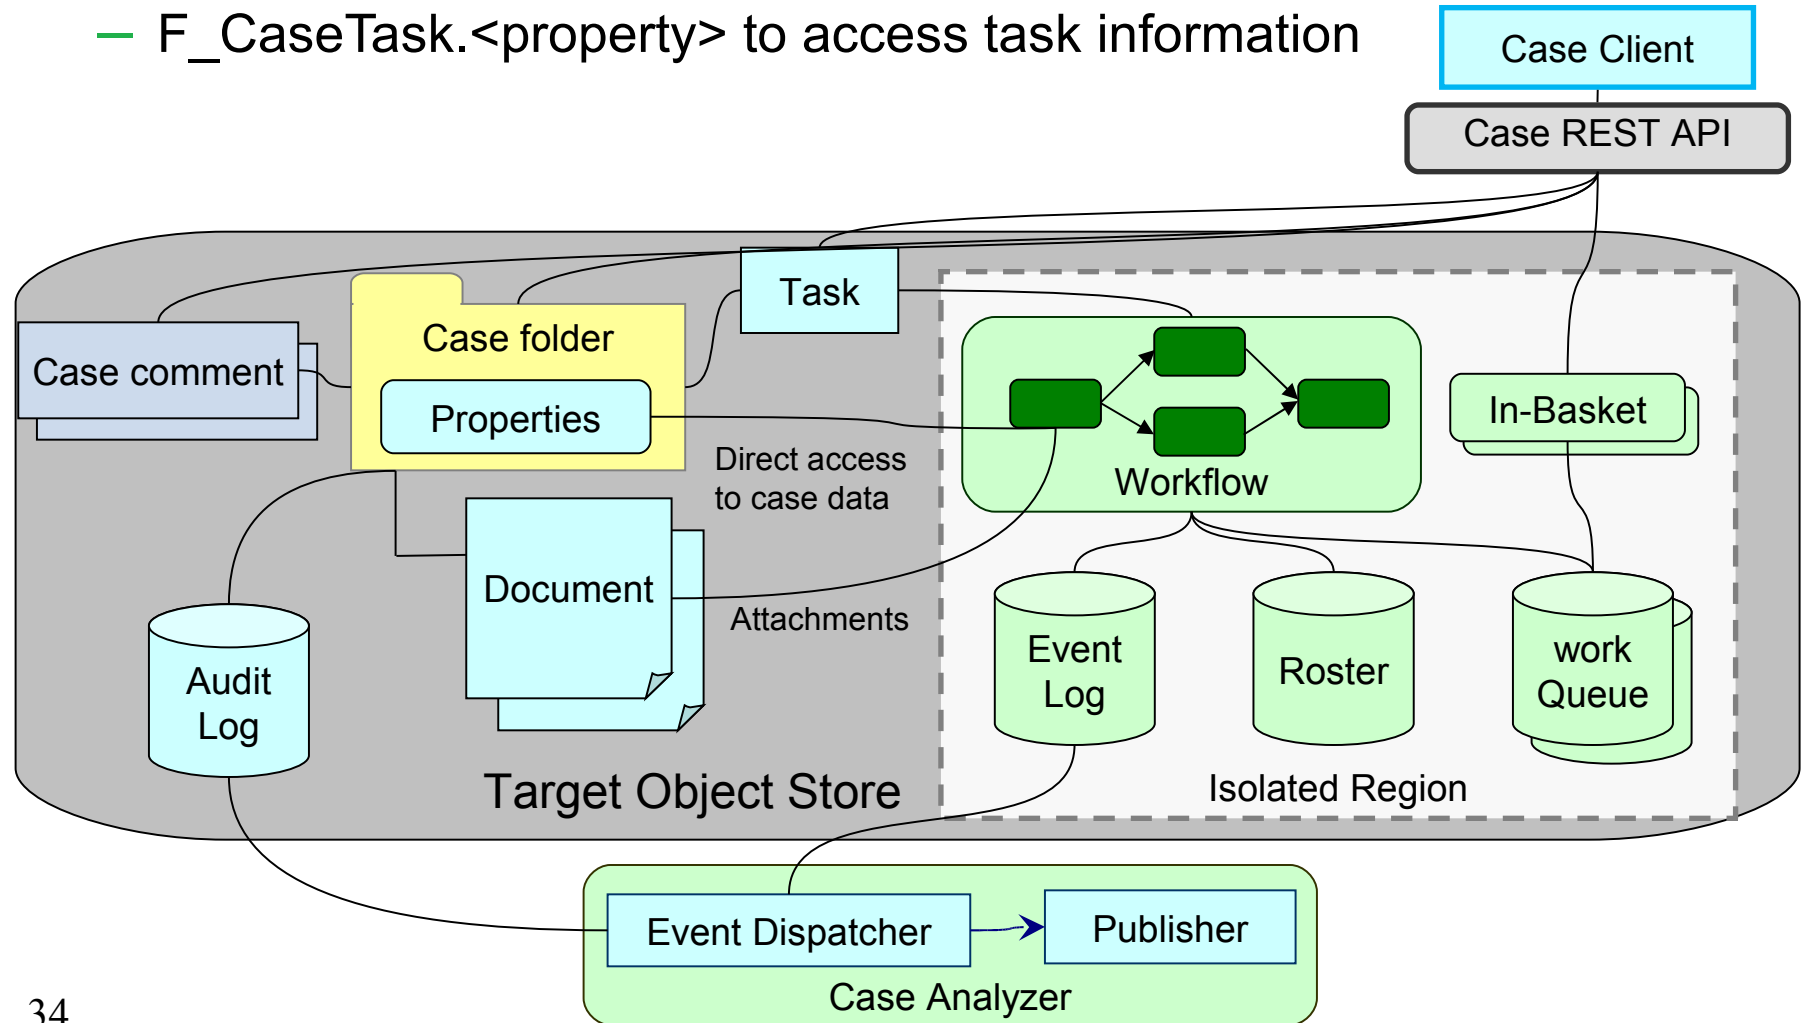 – F_CaseTask.<property> to access task information
Case Client
Case REST API
Task
Case folder
Case comment
Properties
In-Basket
Direct access
to case data
Workflow
Document
Attachments
Event
Log
Roster
work
Queue
Audit
Log
Target Object Store
Isolated Region
Event Dispatcher
Publisher
Case Analyzer
34